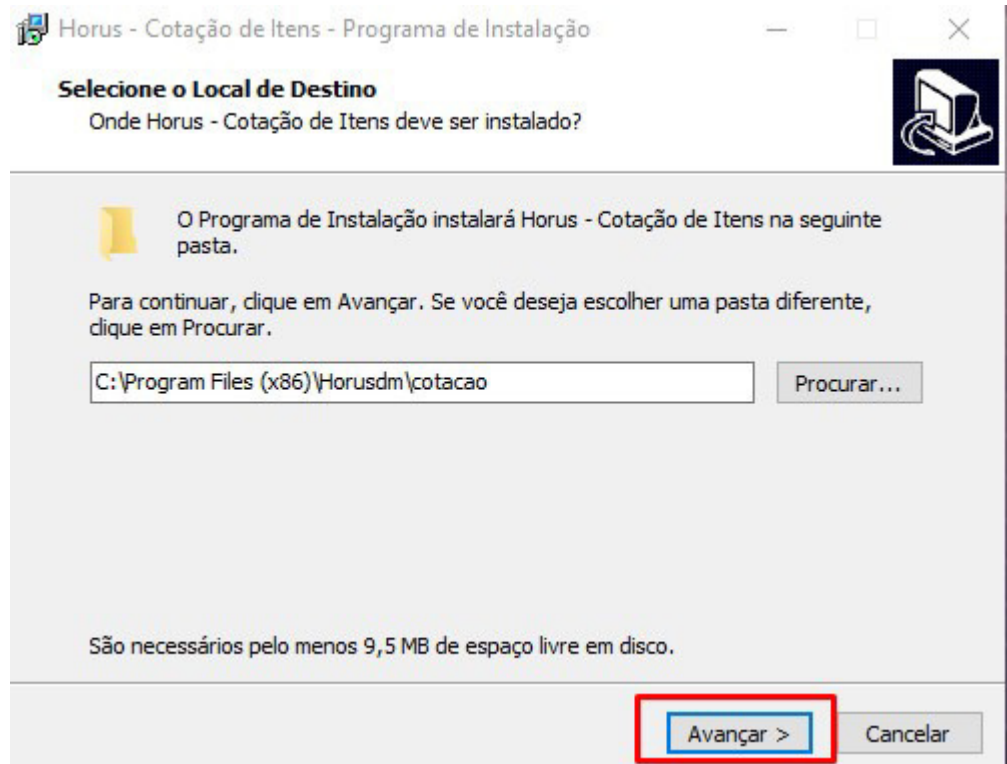 Horus - Cotação de Itens - Programa de Instalação
Selecione o Local de Destino
Onde Horus - Cotação de Itens deve ser instalado?
O Programa de Instalação instalará Horus - Cotação de Itens na seguinte
pasta.
Para continuar, clique em Avançar. Se você deseja escolher uma pasta diferente,
clique em Procurar.
C:\Program Files (x86)\Horusdm\cotacao
Procurar...
São necessários pelo menos 9,5 MB de espaço livre em disco.
Avançar >
Cancelar